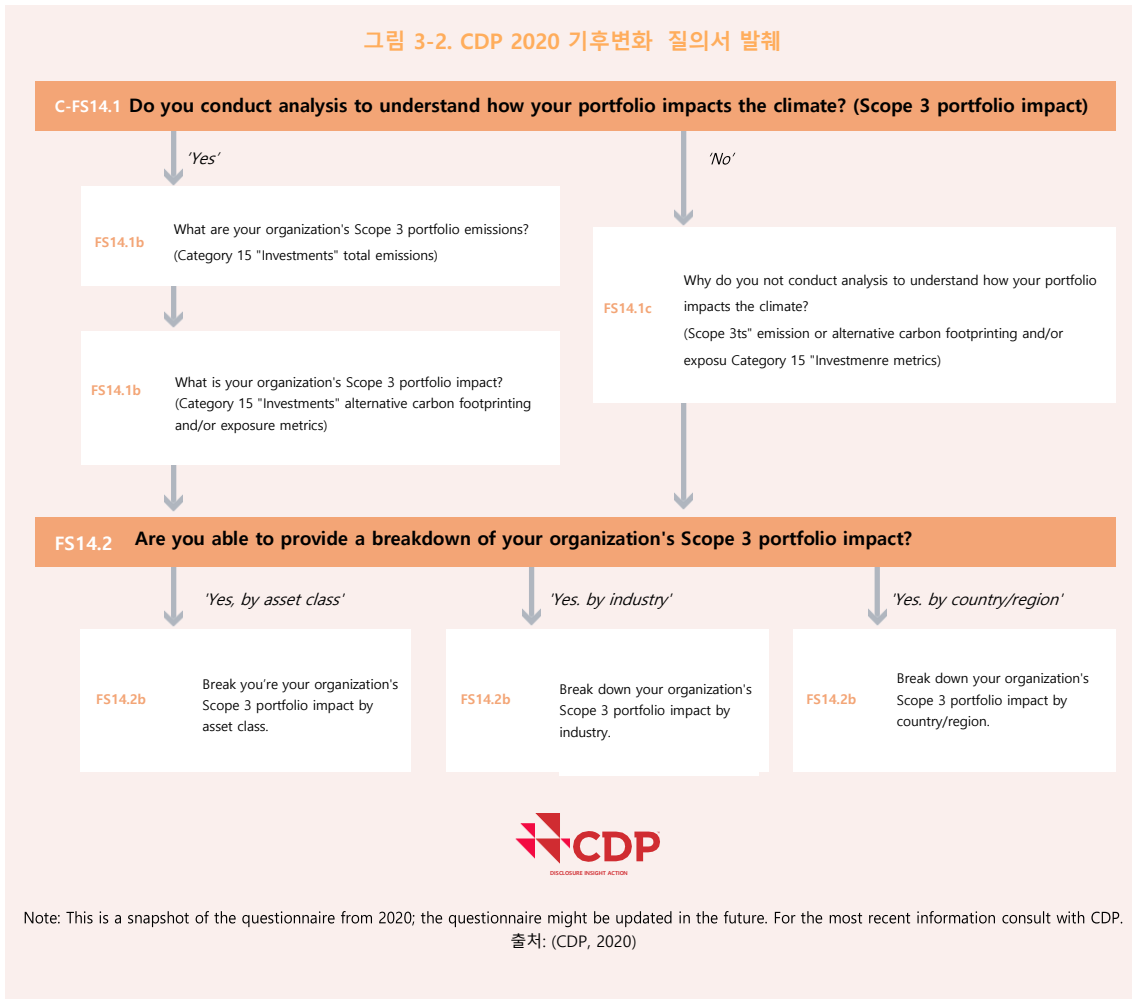 그림 3-2. CDP 2020 기후변화 질의서 발췌
C-FS14.1 Do you conduct analysis to understand how your portfolio impacts the climate? (Scope 3 portfolio impact)
'Yes'
'No'
FS14.1b
What are your organization's Scope 3 portfolio emissions?
(Category 15 "Investments" total emissions)
FS14.1c
Why do you not conduct analysis to understand how your portfolio
impacts the climate?
(Scope 3ts" emission or alternative carbon footprinting and/or
exposu Category 15 "Investmenre metrics)
FS14.1b
What is your organization's Scope 3 portfolio impact?
(Category 15 "Investments" alternative carbon footprinting
and/or exposure metrics)
FS14.2 Are you able to provide a breakdown of your organization's Scope 3 portfolio impact?
'Yes, by asset class'
'Yes. by industry'
'Yes. by country/region'
FS14.2b
Break you're your organization's
Scope 3 portfolio impact by
asset class.
FS14.2b
Break down your organization's
Scope 3 portfolio impact by
industry.
FS14.2b
Break down your organization's
Scope 3 portfolio impact by
country/region.
CDP
DISCLOSURE INSIGHT ACTION
Note: This is a snapshot of the questionnaire from 2020; the questionnaire might be updated in the future. For the most recent information consult with CDP.
출처: (CDP, 2020)